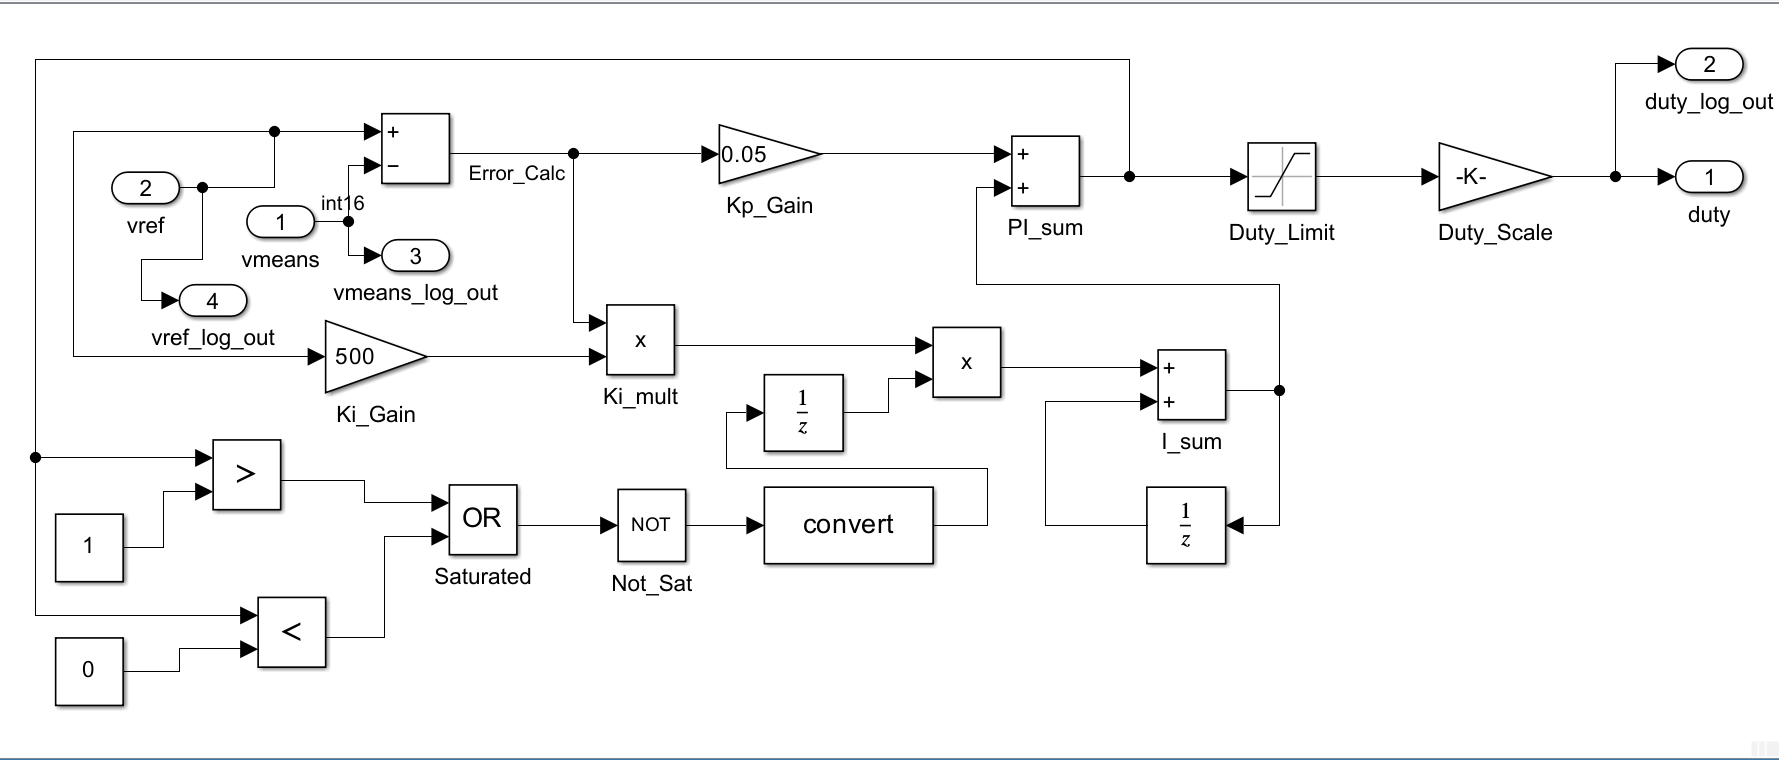 2
duty_log_out
+
−
Error_Calc
0.05
Kp_Gain
+
+
PI_sum
Duty_Limit
-K-
Duty_Scale
1
duty
2
vref
int16
1
vmeans
3
vmeans_log_out
4
vref_log_out
500
Ki_Gain
x
Ki_mult
x
1
z
+
+
I_sum
>
1
OR
Saturated
NOT
Not_Sat
convert
1
z
<
0